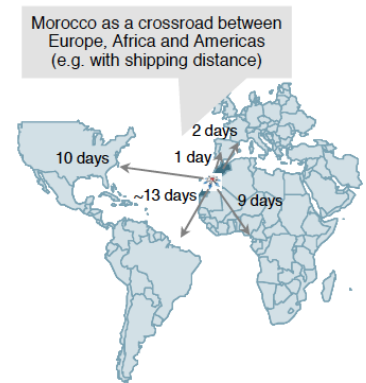 Morocco as a crossroad between
Europe, Africa and Americas
(e.g. with shipping distance)
2 days
1 day
10 days
~13 days
9 days